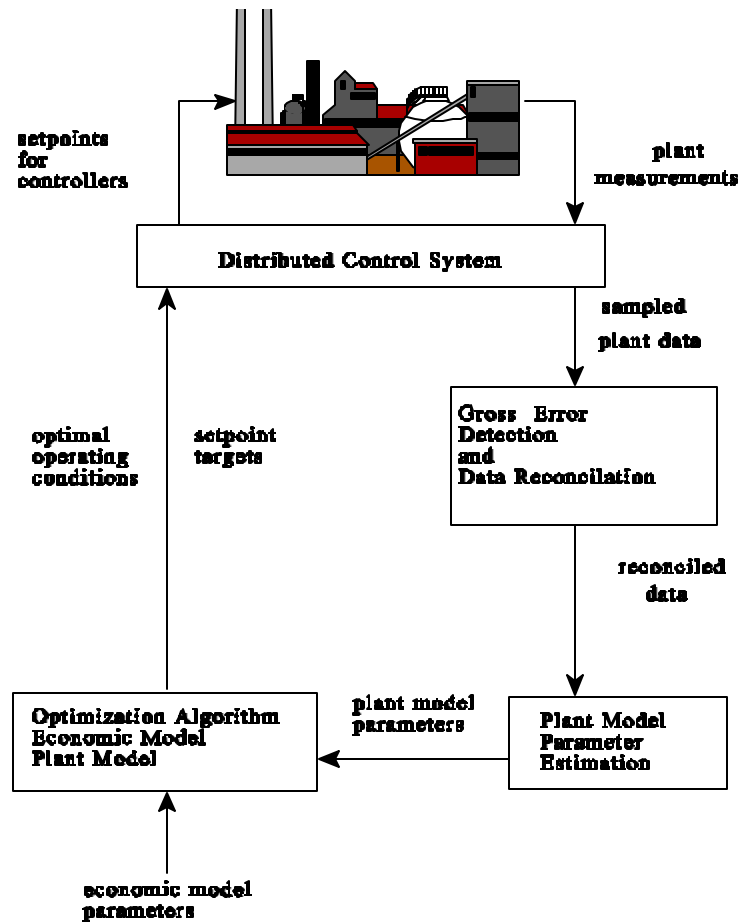 setpoints
for
controllers
plant
measurements
Distributed Control System
sampled
plant data
Gross Error
Detection
and
Data Reconcilation
optimal
operating
conditions
setpoint
targets
reconciled
data
Optimization Algorithm
Economic Model
Plant Model
plant model
parameters
Plant Model
Parameter
Estimation
economic model
parameters